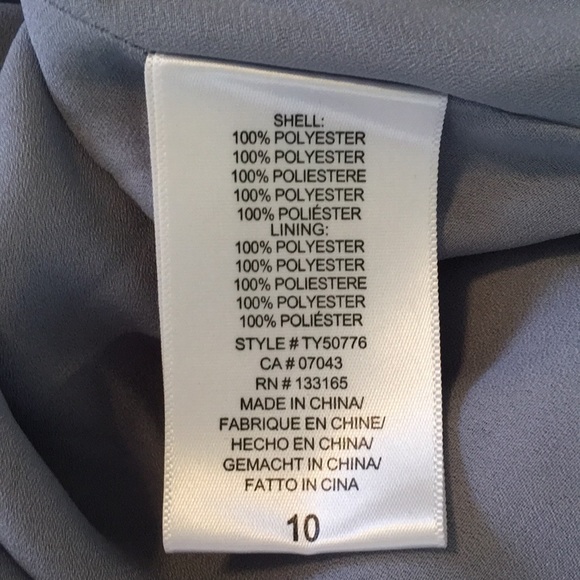 SHELL:
100% POLYESTER
100% POLYESTER
100% POLIESTERE
100% POLYESTER
100% POLIÉSTER
LINING:
100% POLYESTER
100% POLYESTER
100% POLIESTERE
100% POLYESTER
100% POLIÉSTER
STYLE # TY50776
CA # 07043
RN # 133165
MADE IN CHINA/
FABRIQUE EN CHINE/
HECHO EN CHINA/
GEMACHT IN CHINA/
FATTO IN CINA
10